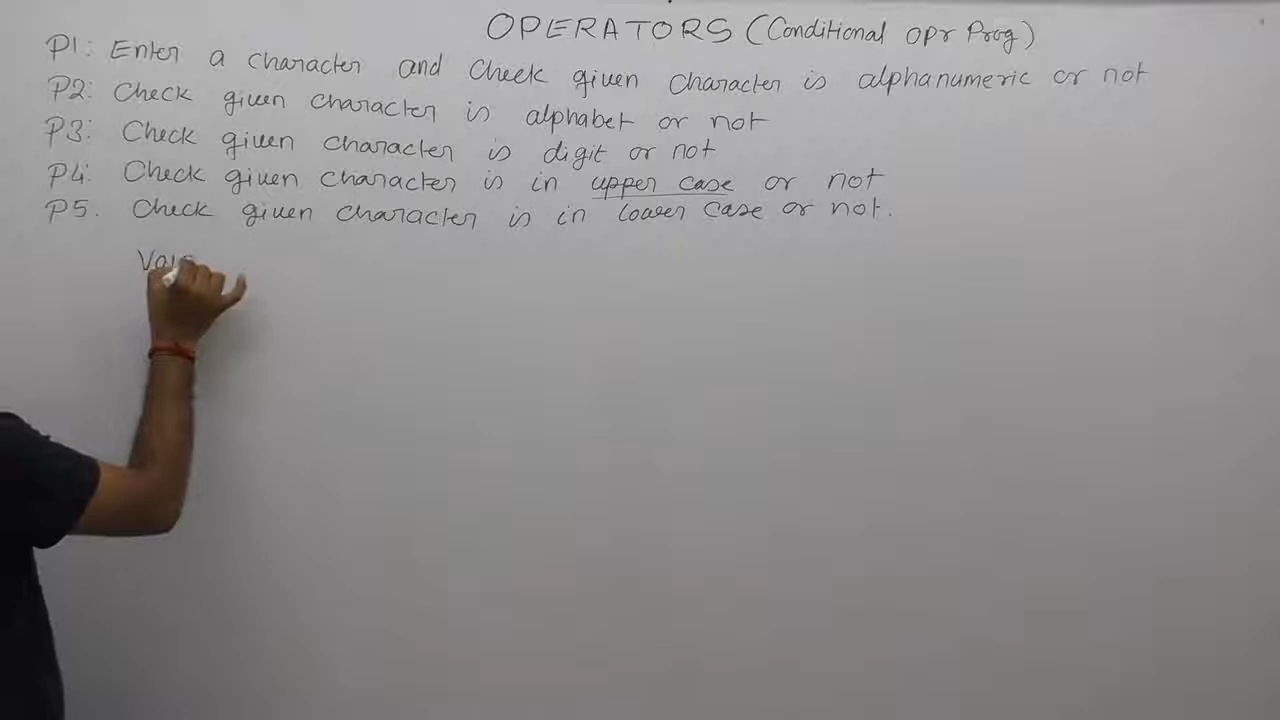 OPERATORS (Conditional opr Prog)
P1: Enter a character and check given character is alphanumeric or not
P2: Check given character is alphabet or not
P3: Check given character is digit or not
P4: Check given character is in upper case or not
P5. Check given character is in lower case or not.